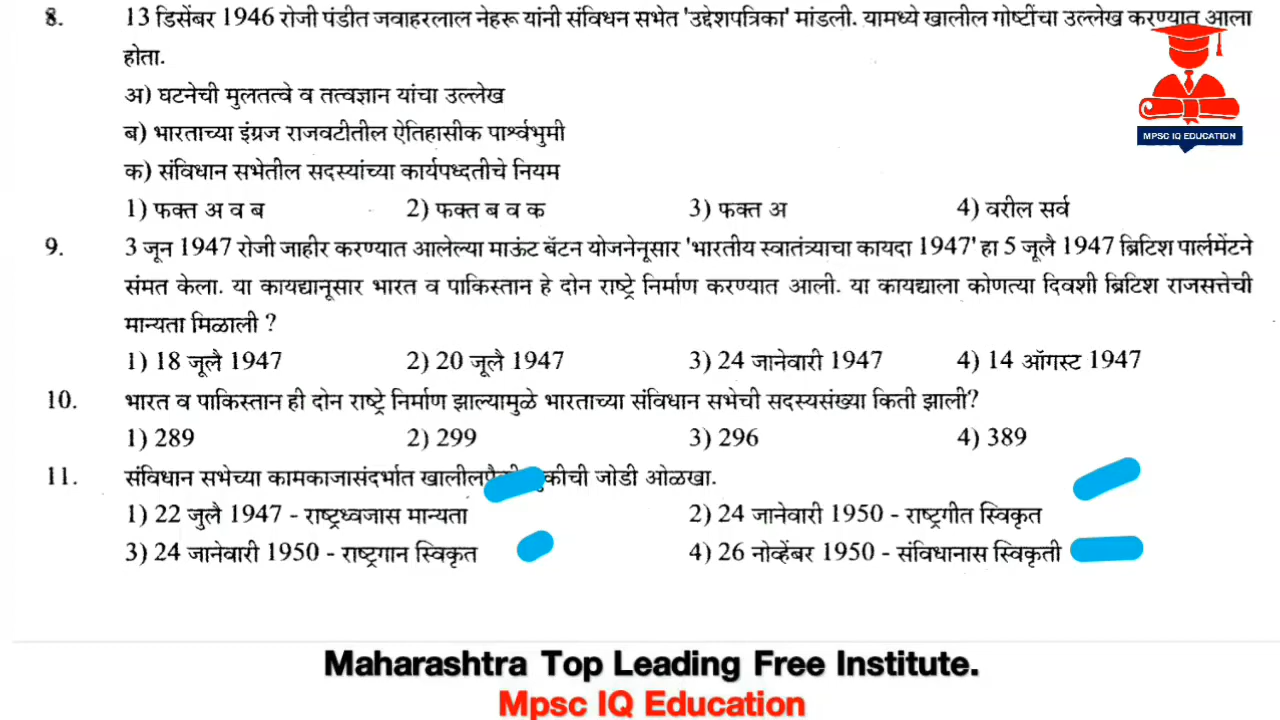 8. 13 डिसेंबर 1946 रोजी पंडीत जवाहरलाल नेहरू यांनी संविधन सभेत 'उद्देशपत्रिका' मांडली. यामध्ये खालील गोष्टींचा उल्लेख करण्यात आला
होता.
अ) घटनेची मुलतत्वे व तत्वज्ञान यांचा उल्लेख
ब) भारताच्या इंग्रज राजवटीतील ऐतिहासीक पार्श्वभुमी
क) संविधान सभेतील सदस्यांच्या कार्यपध्दतीचे नियम
1) फक्त अ व ब 2) फक्त ब व क 3) फक्त अ 4) वरील सर्व
9. 3 जून 1947 रोजी जाहीर करण्यात आलेल्या माऊंट बॅटन योजनेनूसार 'भारतीय स्वातंत्र्याचा कायदा 1947' हा 5 जूलै 1947 ब्रिटिश पार्लमेंटने
संमत केला. या कायद्यानूसार भारत व पाकिस्तान हे दोन राष्ट्रे निर्माण करण्यात आली. या कायद्याला कोणत्या दिवशी ब्रिटिश राजसत्तेची
मान्यता मिळाली ?
1) 18 जूलै 1947 2) 20 जूलै 1947 3) 24 जानेवारी 1947 4) 14 ऑगस्ट 1947
10. भारत व पाकिस्तान ही दोन राष्ट्रे निर्माण झाल्यामुळे भारताच्या संविधान सभेची सदस्यसंख्या किती झाली?
1) 289 2) 299 3) 296 4) 389
11. संविधान सभेच्या कामकाजासंदर्भात जोडी ओळखा.
1) 22 जुलै 1947 - राष्ट्रध्वजास मान्यता 2) 24 जानेवारी 1950 - राष्ट्रगीत स्विकृत
3) 24 जानेवारी 1950 - राष्ट्रगान स्विकृत 4) 26 नोव्हेंबर 1950 - संविधानास स्विकृती
MPSC IQ EDUCATION
Maharashtra Top Leading Free Institute.
Mpsc IQ Education